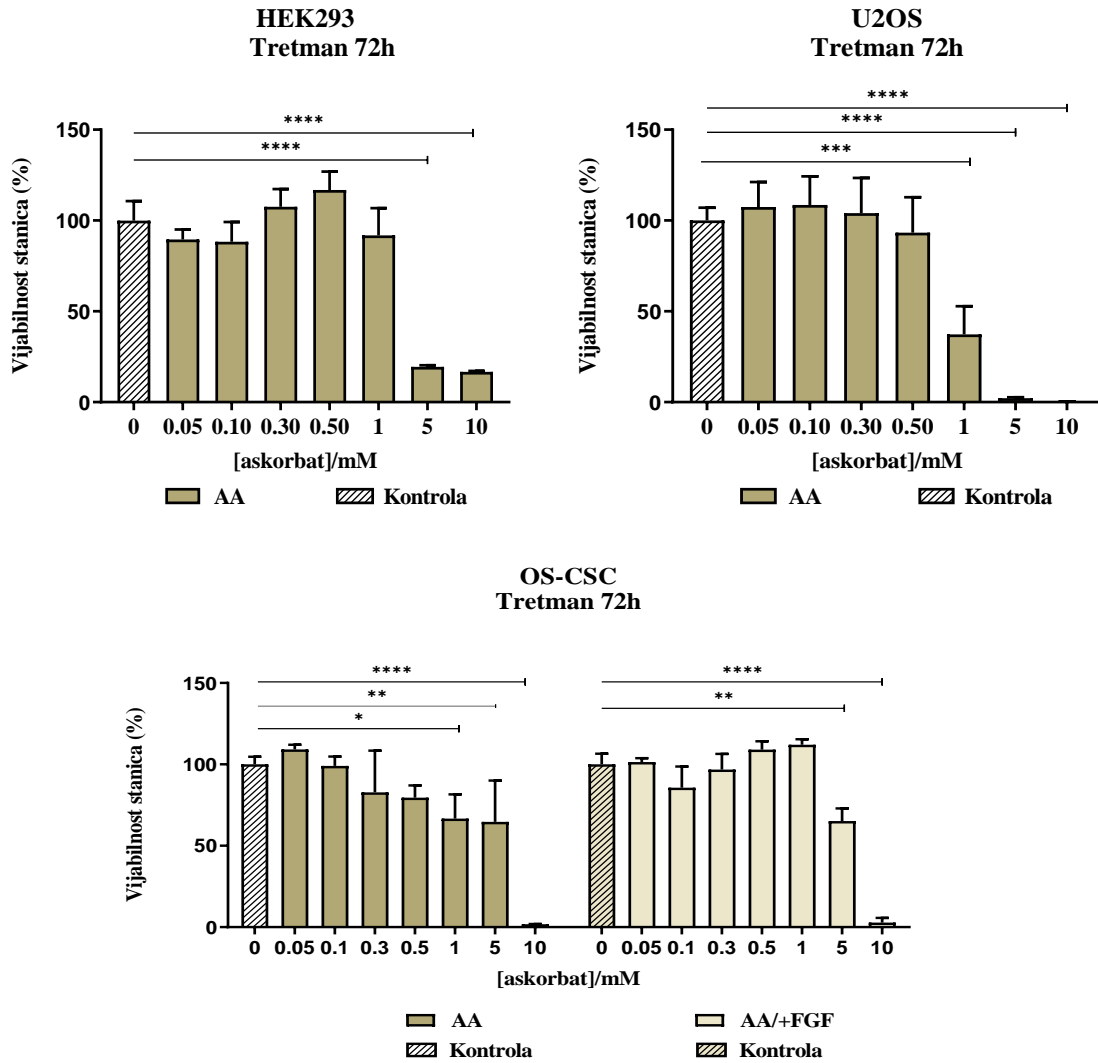 HEK293
Tretman 72h
Vijabilnost stanica (%)
150
100
50
0
****
****
0 0.05 0.10 0.30 0.50 1 5 10
[askorbat]/mM
AA Kontrola
U2OS
Tretman 72h
Vijabilnost stanica (%)
150
100
50
0
****
****
***
0 0.05 0.10 0.30 0.50 1 5 10
[askorbat]/mM
AA Kontrola
OS-CSC
Tretman 72h
Vijabilnost stanica (%)
150
100
50
0
**** ****
** **
*
0 0.05 0.1 0.3 0.5 1 5 10 0 0.05 0.1 0.3 0.5 1 5 10
[askorbat]/mM
AA AA/+FGF
Kontrola Kontrola